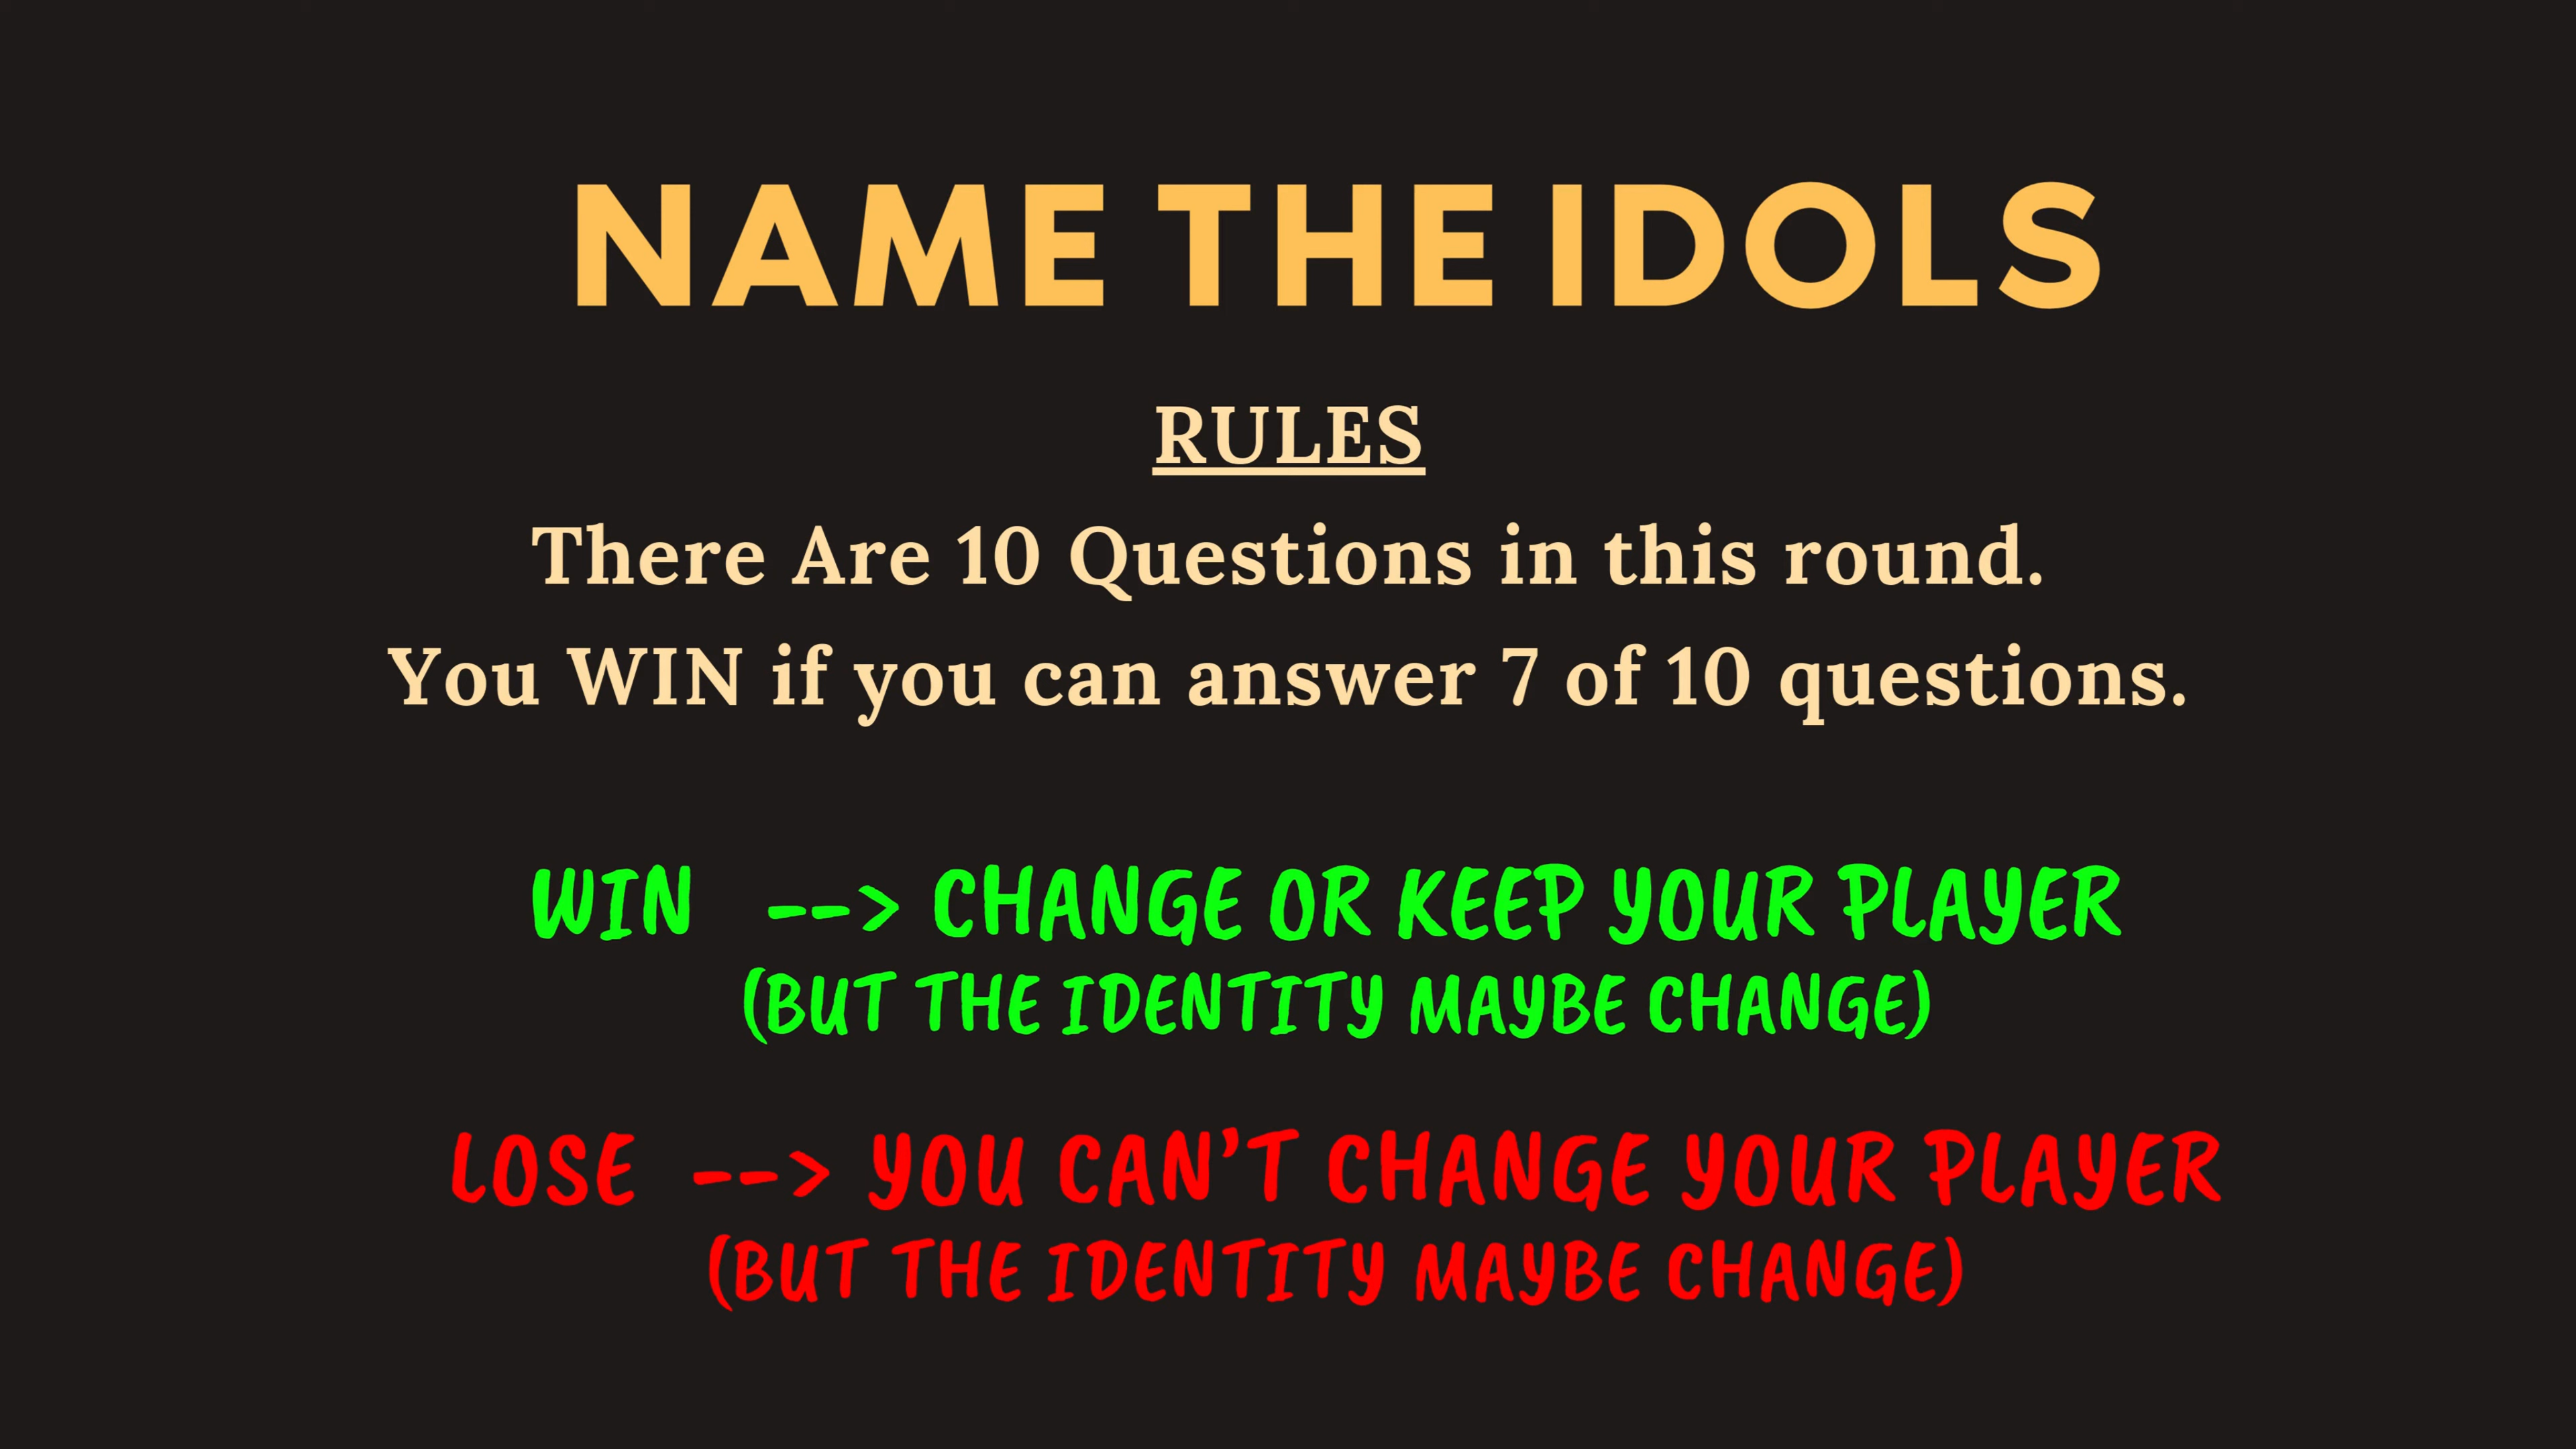 NAME THE IDOLS
RULES
There Are 10 Questions in this round.
You WIN if you can answer 7 of 10 questions.
WIN --> CHANGE OR KEEP YOUR PLAYER
(BUT THE IDENTITY MAYBE CHANGE)
LOSE --> YOU CAN'T CHANGE YOUR PLAYER
(BUT THE IDENTITY MAYBE CHANGE)